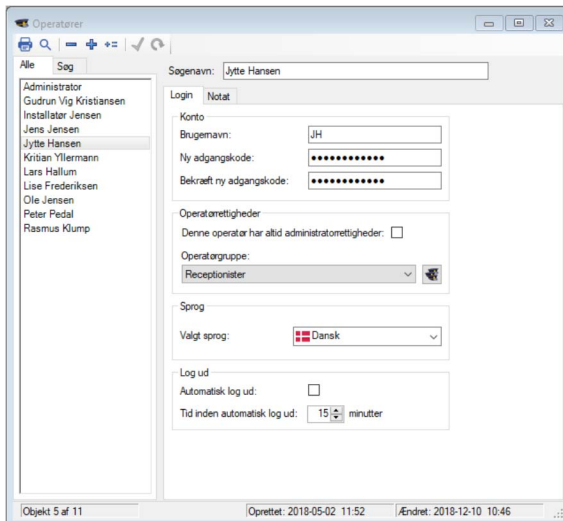 Operatører
Alle
Søg
Administrator
Gudrun Vig Kristiansen
Installatør Jensen
Jens Jensen
Jytte Hansen
Kritian Yllermann
Lars Hallum
Lise Frederiksen
Ole Jensen
Peter Pedal
Rasmus Klump
Søgenavn: Jytte Hansen
Login
Notat
Konto
Brugernavn: JH
Ny adgangskode: ●●●●●●●●●●●●
Bekræft ny adgangskode: ●●●●●●●●●●●●
Operatørrettigheder
Denne operatør har altid administratorrettigheder:
Operatørgruppe:
Receptionister
Sprog
Valgt sprog: Dansk
Log ud
Automatisk log ud:
Tid inden automatisk log ud: 15 minutter
Objekt 5 af 11
Oprettet: 2018-05-02 11:52
Ændret: 2018-12-10 10:46